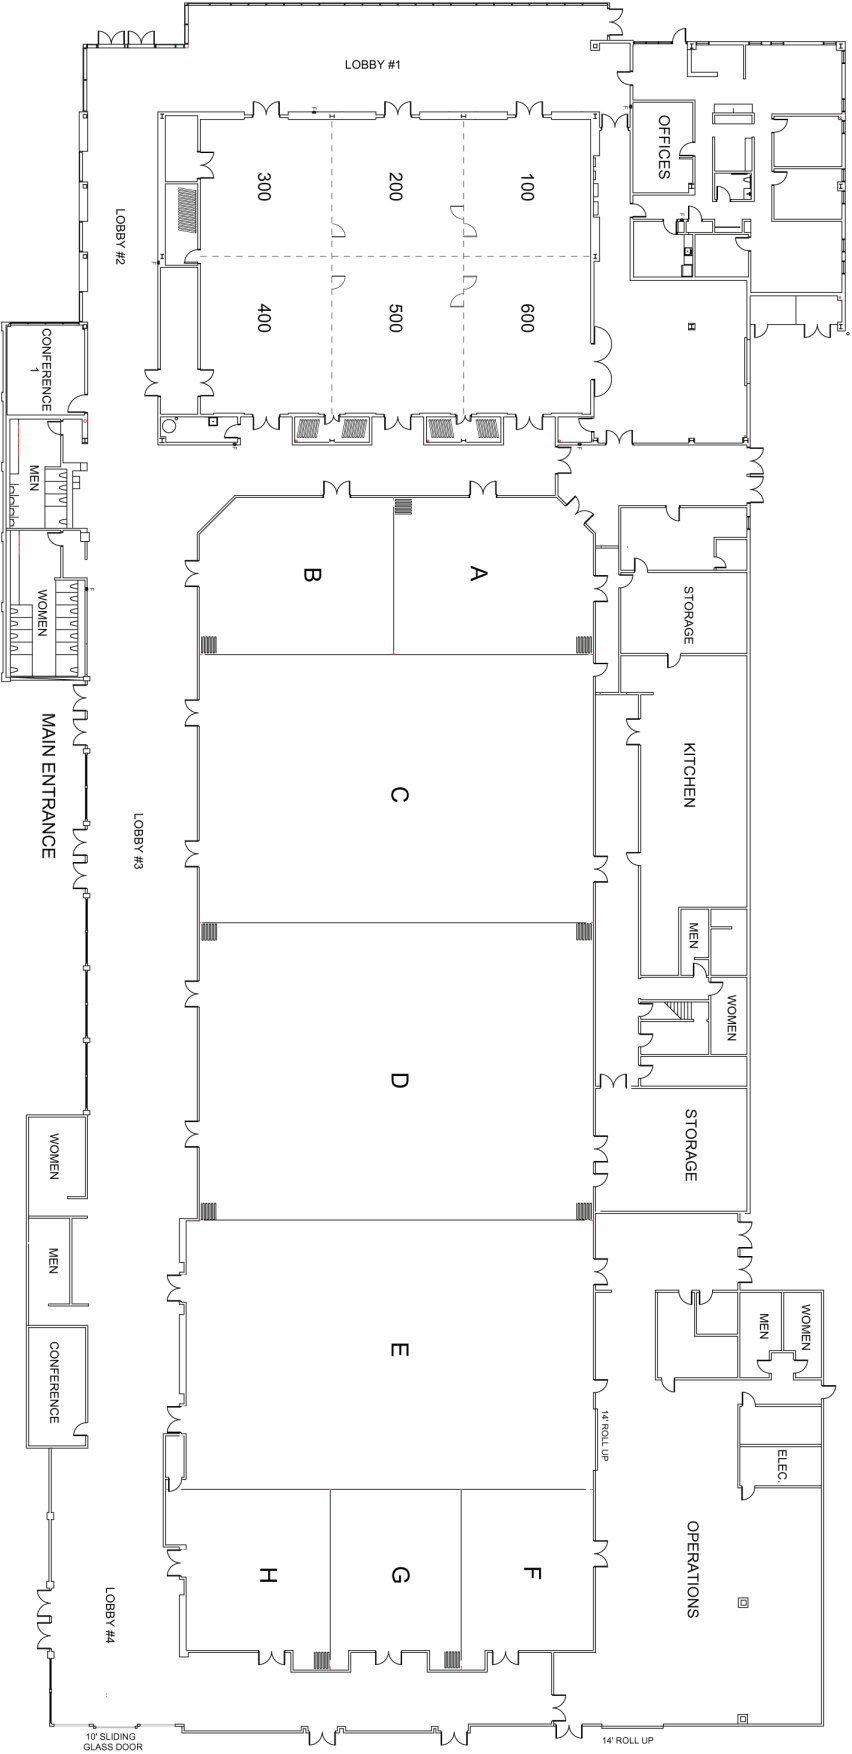 LOBBY #1
OFFICES
300
200
100
LOBBY #2
400
500
600
CONFERENCE
1
MEN
WOMEN
B
A
STORAGE
MAIN ENTRANCE
LOBBY #3
C
KITCHEN
MEN
WOMEN
D
STORAGE
WOMEN
MEN
CONFERENCE
E
MEN
WOMEN
14' ROLL UP
ELEC.
H
G
F
OPERATIONS
LOBBY #4
10' SLIDING
GLASS DOOR
14' ROLL UP